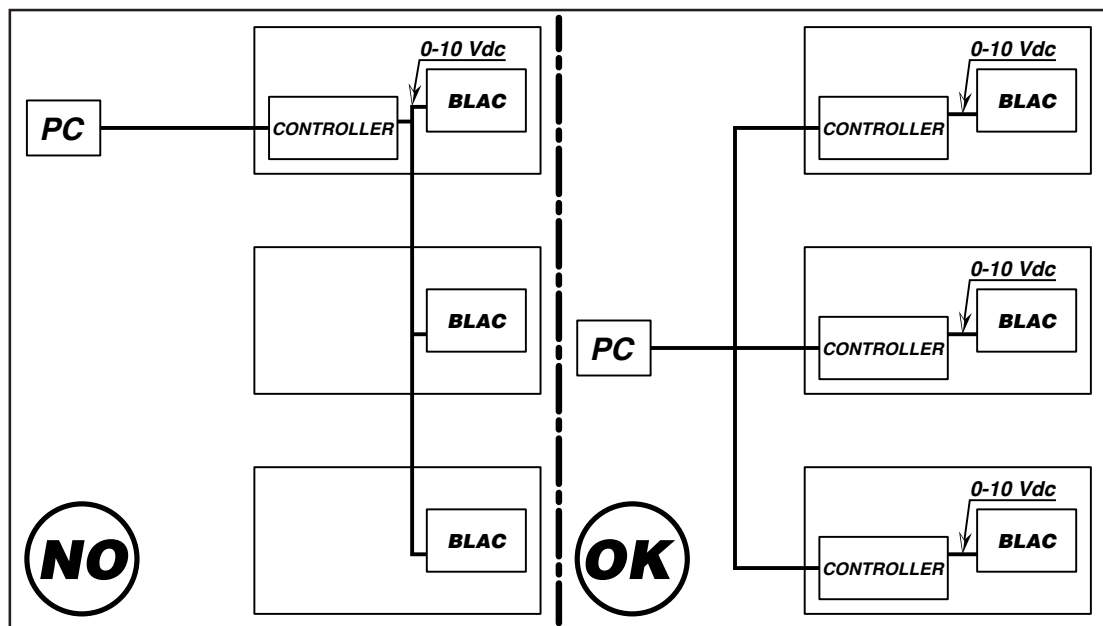 0-10 Vdc
BLAC
PC
CONTROLLER
BLAC
BLAC
NO
0-10 Vdc
BLAC
CONTROLLER
0-10 Vdc
BLAC
PC
CONTROLLER
0-10 Vdc
BLAC
CONTROLLER
OK